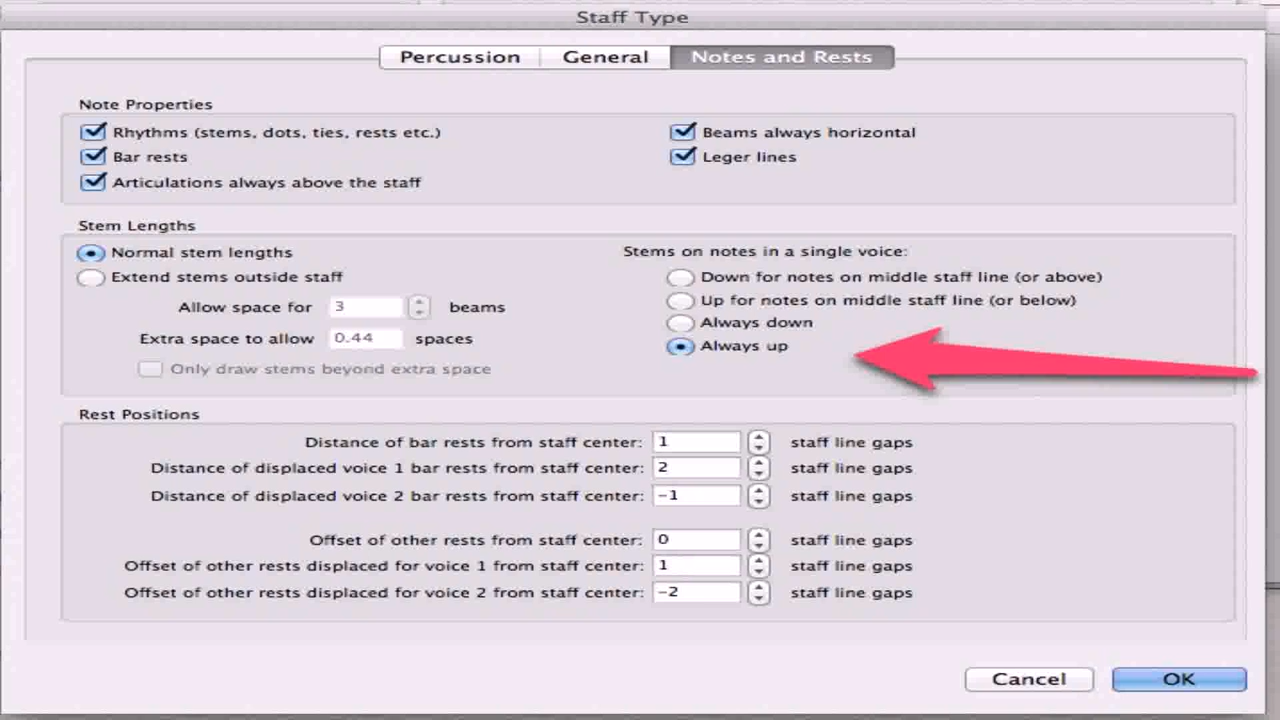 Staff Type
Percussion General Notes and Rests
Note Properties
Rhythms (stems, dots, ties, rests etc.) Beams always horizontal
Bar rests Leger lines
Articulations always above the staff
Stem Lengths
Normal stem lengths Stems on notes in a single voice:
Extend stems outside staff Down for notes on middle staff line (or above)
Allow space for 3 beams Up for notes on middle staff line (or below)
Always down
Extra space to allow 0.44 spaces Always up
Only draw stems beyond extra space
Rest Positions
Distance of bar rests from staff center: 1 staff line gaps
Distance of displaced voice 1 bar rests from staff center: 2 staff line gaps
Distance of displaced voice 2 bar rests from staff center: -1 staff line gaps
Offset of other rests from staff center: 0 staff line gaps
Offset of other rests displaced for voice 1 from staff center: 1 staff line gaps
Offset of other rests displaced for voice 2 from staff center: -2 staff line gaps
Cancel OK